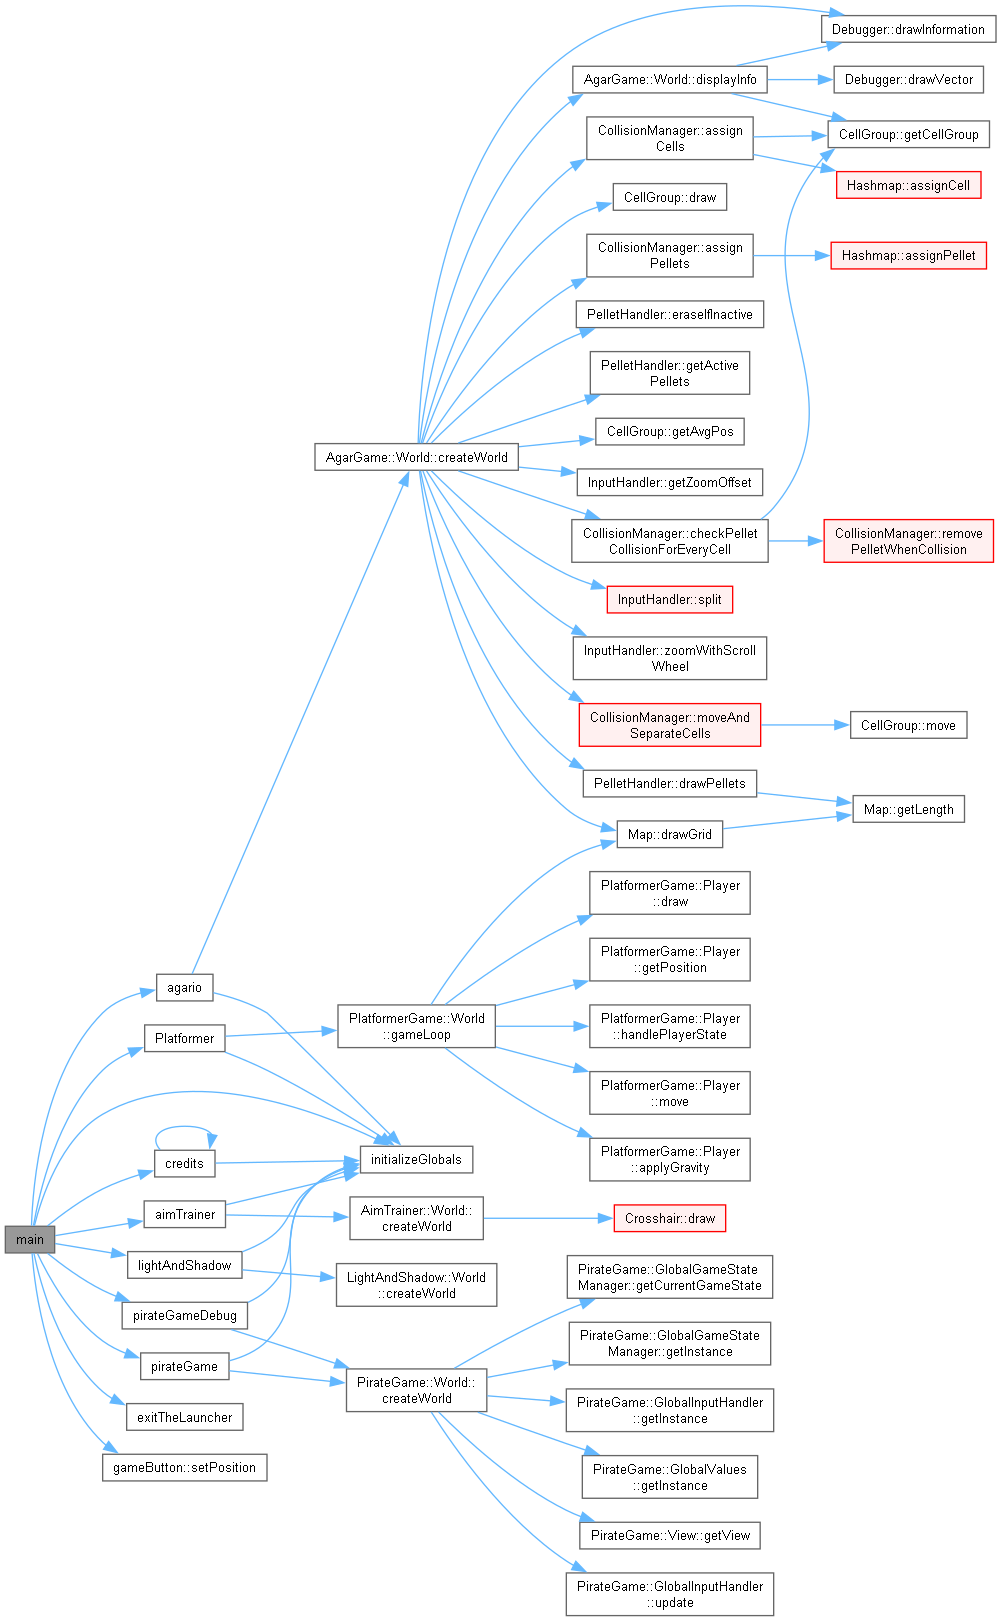 Debugger::drawInformation
AgarGame::World::displayInfo
Debugger::drawVector
CollisionManager::assign
Cells
CellGroup::getCellGroup
Hashmap::assignCell
CellGroup::draw
CollisionManager::assign
Pellets
Hashmap::assignPellet
PelletHandler::eraseIfInactive
PelletHandler::getActive
Pellets
CellGroup::getAvgPos
AgarGame::World::createWorld
InputHandler::getZoomOffset
CollisionManager::checkPellet
CollisionForEveryCell
CollisionManager::remove
PelletWhenCollision
InputHandler::split
InputHandler::zoomWithScroll
Wheel
CollisionManager::moveAnd
SeparateCells
CellGroup::move
PelletHandler::drawPellets
Map::getLength
Map::drawGrid
PlatformerGame::Player
::draw
PlatformerGame::Player
::getPosition
agario
Platformer
PlatformerGame::World
::gameLoop
PlatformerGame::Player
::handlePlayerState
PlatformerGame::Player
::move
PlatformerGame::Player
::applyGravity
credits
initializeGlobals
aimTrainer
AimTrainer::World::
createWorld
Crosshair::draw
main
lightAndShadow
LightAndShadow::World
::createWorld
PirateGame::GlobalGameState
Manager::getCurrentGameState
pirateGameDebug
PirateGame::GlobalGameState
Manager::getInstance
pirateGame
PirateGame::World::
createWorld
PirateGame::GlobalInputHandler
::getInstance
exitTheLauncher
gameButton::setPosition
PirateGame::GlobalValues
::getInstance
PirateGame::View::getView
PirateGame::GlobalInputHandler
::update